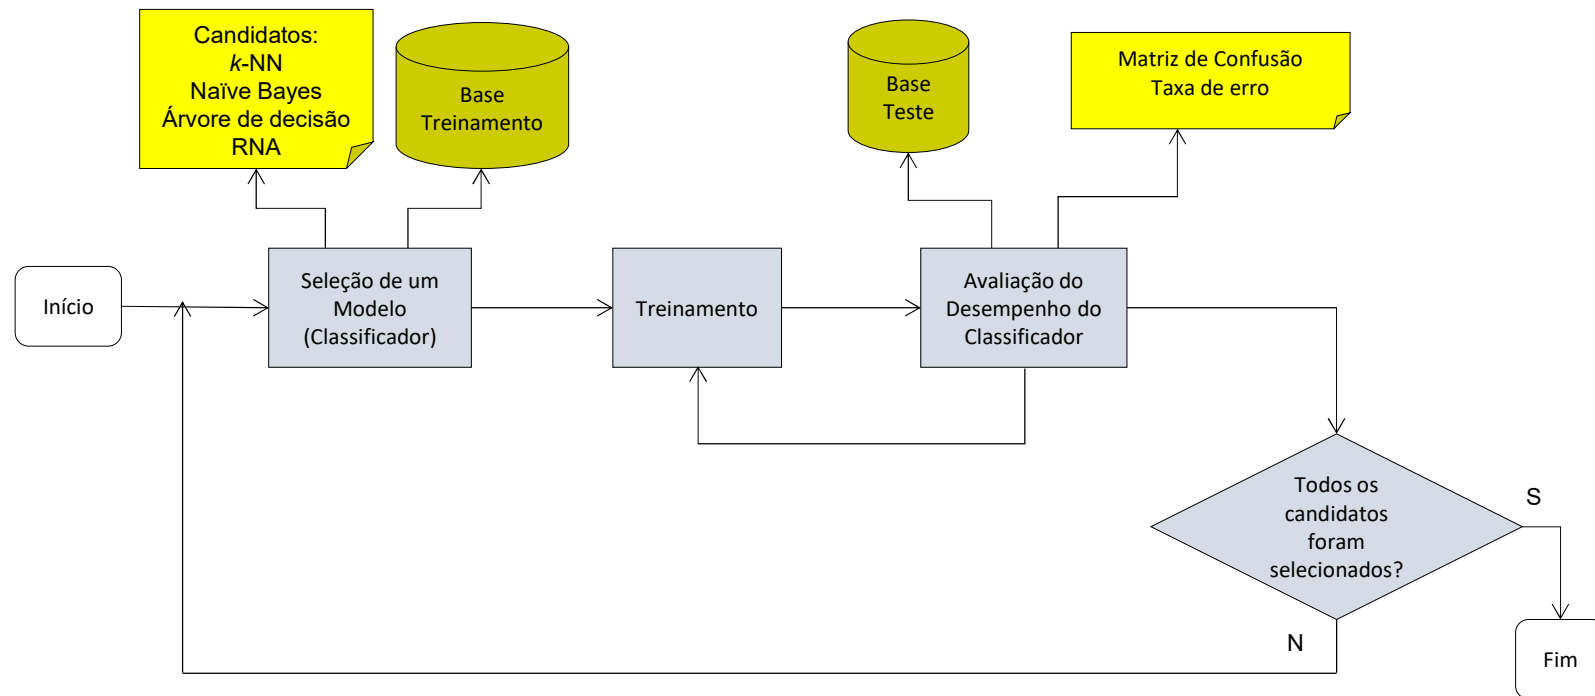 Candidatos:
k-NN
Naïve Bayes
Árvore de decisão
RNA
Base
Treinamento
Base
Teste
Matriz de Confusão
Taxa de erro
Início
Seleção de um
Modelo
(Classificador)
Treinamento
Avaliação do
Desempenho do
Classificador
Todos os
candidatos
foram
selecionados?
S
N
Fim